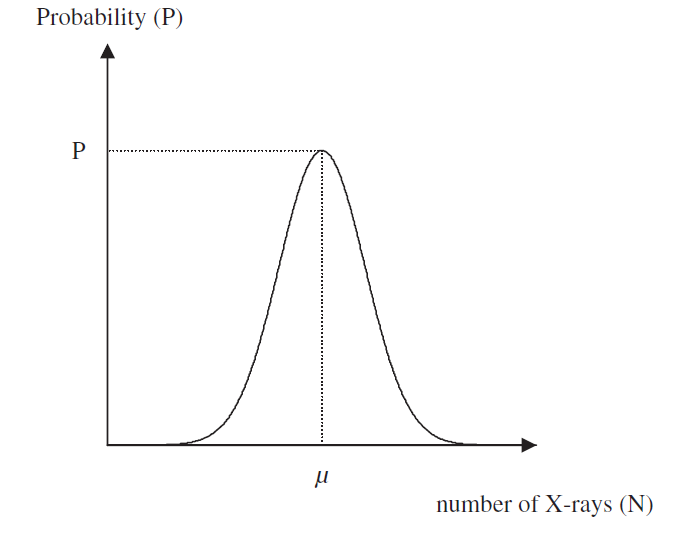 Probability (P)
P
μ
number of X-rays (N)